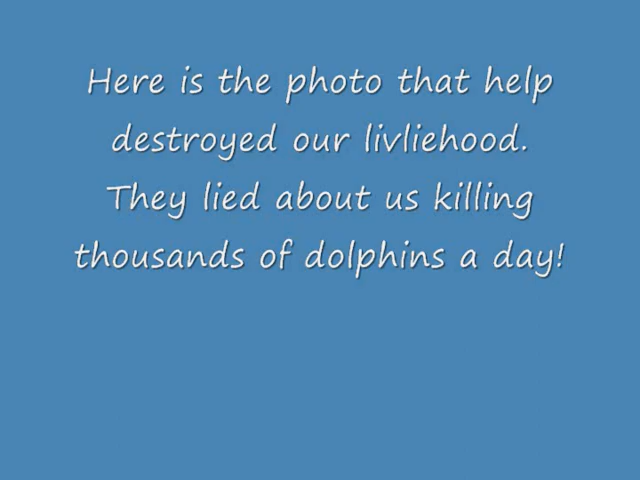 Here is the photo that help
destroyed our livliehood.
They lied about us killing
thousands of dolphins a day!